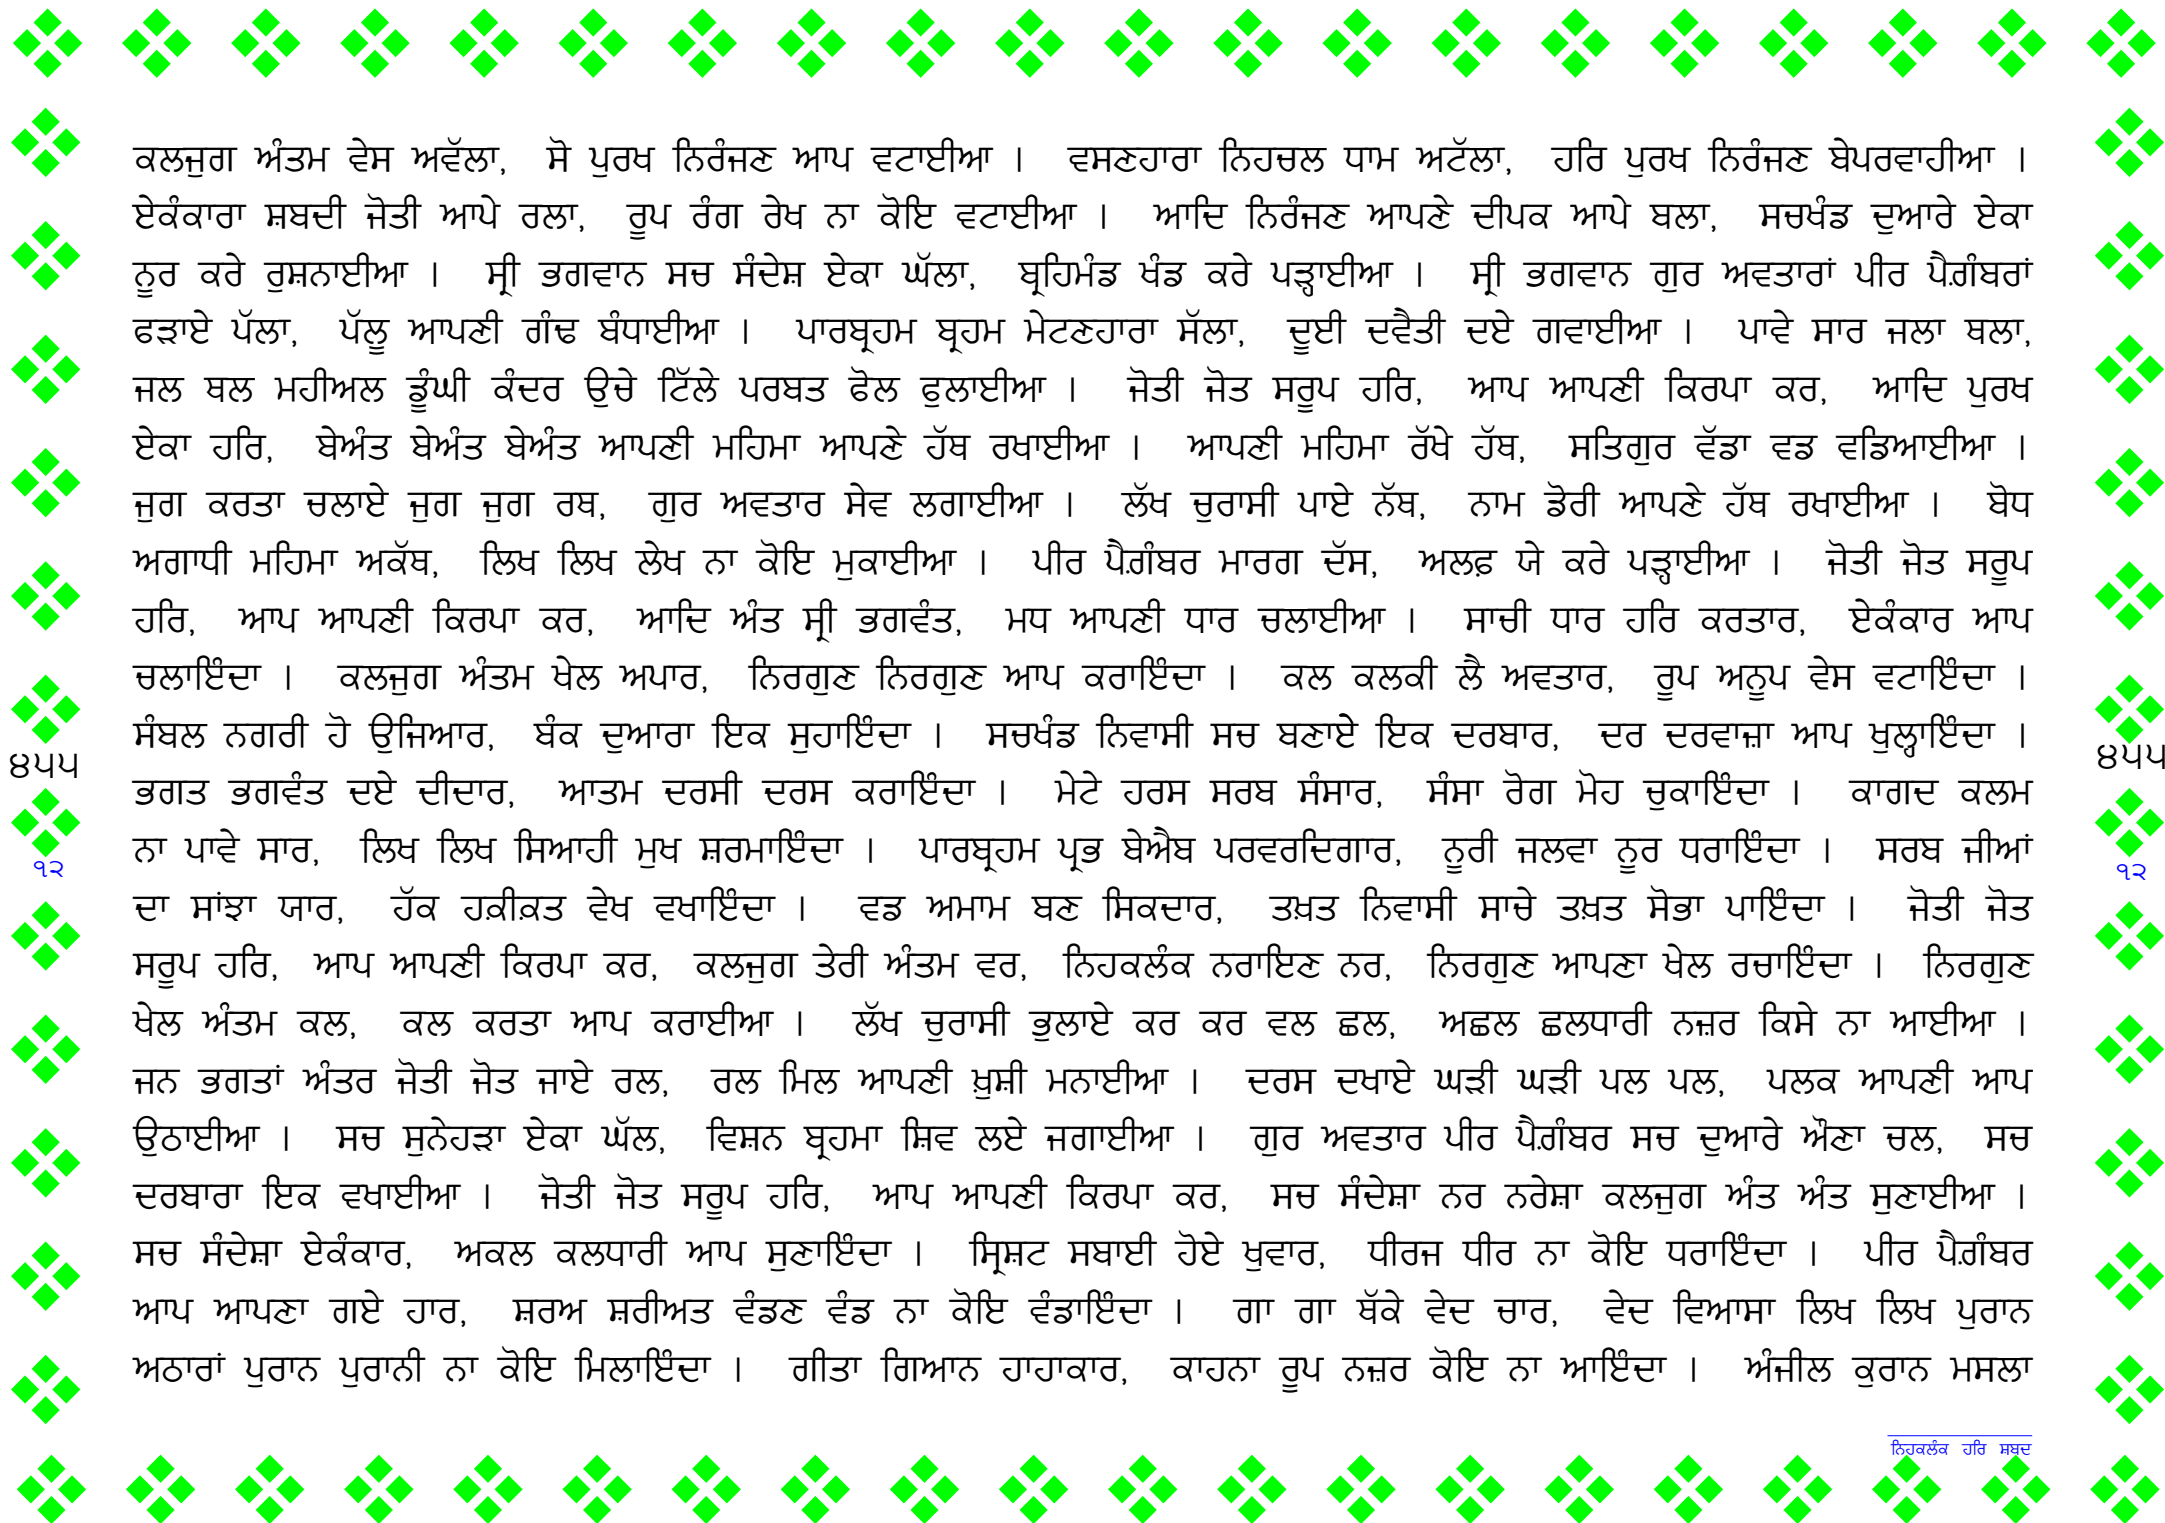 ਕਲਜੁਗ ਅੰਤਮ ਵੇਸ ਅਵੱਲਾ, ਸੋ ਪੁਰਖ ਨਿਰੰਜਣ ਆਪ ਵਟਾਈਆ । ਵਸਣਹਾਰਾ ਨਿਹਚਲ ਧਾਮ ਅਟੱਲਾ, ਹਰਿ ਪੁਰਖ ਨਿਰੰਜਣ ਬੇਪਰਵਾਹੀਆ ।
ਏਕੰਕਾਰਾ ਸ਼ਬਦੀ ਜੋਤੀ ਆਪੇ ਰਲਾ, ਰੂਪ ਰੰਗ ਰੇਖ ਨਾ ਕੋਇ ਵਟਾਈਆ । ਆਦਿ ਨਿਰੰਜਣ ਆਪਣੇ ਦੀਪਕ ਆਪੇ ਬਲਾ, ਸਚਖੰਡ ਦੁਆਰੇ ਏਕਾ
ਨੂਰ ਕਰੇ ਰੁਸ਼ਨਾਈਆ । ਸ੍ਰੀ ਭਗਵਾਨ ਸਚ ਸੰਦੇਸ਼ ਏਕਾ ਘੱਲਾ, ਬ੍ਰਹਿਮੰਡ ਖੰਡ ਕਰੇ ਪੜ੍ਹਾਈਆ । ਸ੍ਰੀ ਭਗਵਾਨ ਗੁਰ ਅਵਤਾਰਾਂ ਪੀਰ ਪੈਗ਼ੰਬਰਾਂ
ਫੜਾਏ ਪੱਲਾ, ਪੱਲੂ ਆਪਣੀ ਗੰਢ ਬੰਧਾਈਆ । ਪਾਰਬ੍ਰਹਮ ਬ੍ਰਹਮ ਮੇਟਣਹਾਰਾ ਸੱਲਾ, ਦੂਈ ਦਵੈਤੀ ਦਏ ਗਵਾਈਆ । ਪਾਵੇ ਸਾਰ ਜਲਾ ਥਲਾ,
ਜਲ ਥਲ ਮਹੀਅਲ ਡੂੰਘੀ ਕੰਦਰ ਉਚੇ ਟਿੱਲੇ ਪਰਬਤ ਫੋਲ ਫੁਲਾਈਆ । ਜੋਤੀ ਜੋਤ ਸਰੂਪ ਹਰਿ, ਆਪ ਆਪਣੀ ਕਿਰਪਾ ਕਰ, ਆਦਿ ਪੁਰਖ
ਏਕਾ ਹਰਿ, ਬੇਅੰਤ ਬੇਅੰਤ ਬੇਅੰਤ ਆਪਣੀ ਮਹਿਮਾ ਆਪਣੇ ਹੱਥ ਰਖਾਈਆ । ਆਪਣੀ ਮਹਿਮਾ ਰੱਖੇ ਹੱਥ, ਸਤਿਗੁਰ ਵੱਡਾ ਵਡ ਵਡਿਆਈਆ ।
ਜੁਗ ਕਰਤਾ ਚਲਾਏ ਜੁਗ ਜੁਗ ਰਥ, ਗੁਰ ਅਵਤਾਰ ਸੇਵ ਲਗਾਈਆ । ਲੱਖ ਚੁਰਾਸੀ ਪਾਏ ਨੱਥ, ਨਾਮ ਡੋਰੀ ਆਪਣੇ ਹੱਥ ਰਖਾਈਆ । ਬੋਧ
ਅਗਾਧੀ ਮਹਿਮਾ ਅਕੱਥ, ਲਿਖ ਲਿਖ ਲੇਖ ਨਾ ਕੋਇ ਮੁਕਾਈਆ । ਪੀਰ ਪੈਗ਼ੰਬਰ ਮਾਰਗ ਦੱਸ, ਅਲਫ਼ ਯੇ ਕਰੇ ਪੜ੍ਹਾਈਆ । ਜੋਤੀ ਜੋਤ ਸਰੂਪ
ਹਰਿ, ਆਪ ਆਪਣੀ ਕਿਰਪਾ ਕਰ, ਆਦਿ ਅੰਤ ਸ੍ਰੀ ਭਗਵੰਤ, ਮਧ ਆਪਣੀ ਧਾਰ ਚਲਾਈਆ । ਸਾਚੀ ਧਾਰ ਹਰਿ ਕਰਤਾਰ, ਏਕੰਕਾਰ ਆਪ
ਚਲਾਇੰਦਾ । ਕਲਜੁਗ ਅੰਤਮ ਖੇਲ ਅਪਾਰ, ਨਿਰਗੁਣ ਨਿਰਗੁਣ ਆਪ ਕਰਾਇੰਦਾ । ਕਲ ਕਲਕੀ ਲੈ ਅਵਤਾਰ, ਰੂਪ ਅਨੂਪ ਵੇਸ ਵਟਾਇੰਦਾ ।
ਸੰਬਲ ਨਗਰੀ ਹੋ ਉਜਿਆਰ, ਬੰਕ ਦੁਆਰਾ ਇਕ ਸੁਹਾਇੰਦਾ । ਸਚਖੰਡ ਨਿਵਾਸੀ ਸਚ ਬਣਾਏ ਇਕ ਦਰਬਾਰ, ਦਰ ਦਰਵਾਜ਼ਾ ਆਪ ਖੁਲ੍ਹਾਇੰਦਾ ।
ਭਗਤ ਭਗਵੰਤ ਦਏ ਦੀਦਾਰ, ਆਤਮ ਦਰਸੀ ਦਰਸ ਕਰਾਇੰਦਾ । ਮੇਟੇ ਹਰਸ ਸਰਬ ਸੰਸਾਰ, ਸੰਸਾ ਰੋਗ ਮੋਹ ਚੁਕਾਇੰਦਾ । ਕਾਗਦ ਕਲਮ
ਨਾ ਪਾਵੇ ਸਾਰ, ਲਿਖ ਲਿਖ ਸਿਆਹੀ ਮੁਖ ਸ਼ਰਮਾਇੰਦਾ । ਪਾਰਬ੍ਰਹਮ ਪ੍ਰਭ ਬੇਐਬ ਪਰਵਰਦਿਗਾਰ, ਨੂਰੀ ਜਲਵਾ ਨੂਰ ਧਰਾਇੰਦਾ । ਸਰਬ ਜੀਆਂ
ਦਾ ਸਾਂਝਾ ਯਾਰ, ਹੱਕ ਹਕ਼ੀਕ਼ਤ ਵੇਖ ਵਖਾਇੰਦਾ । ਵਡ ਅਮਾਮ ਬਣ ਸਿਕਦਾਰ, ਤਖ਼ਤ ਨਿਵਾਸੀ ਸਾਚੇ ਤਖ਼ਤ ਸੋਭਾ ਪਾਇੰਦਾ । ਜੋਤੀ ਜੋਤ
ਸਰੂਪ ਹਰਿ, ਆਪ ਆਪਣੀ ਕਿਰਪਾ ਕਰ, ਕਲਜੁਗ ਤੇਰੀ ਅੰਤਮ ਵਰ, ਨਿਹਕਲੰਕ ਨਰਾਇਣ ਨਰ, ਨਿਰਗੁਣ ਆਪਣਾ ਖੇਲ ਰਚਾਇੰਦਾ । ਨਿਰਗੁਣ
ਖੇਲ ਅੰਤਮ ਕਲ, ਕਲ ਕਰਤਾ ਆਪ ਕਰਾਈਆ । ਲੱਖ ਚੁਰਾਸੀ ਭੁਲਾਏ ਕਰ ਕਰ ਵਲ ਛਲ, ਅਛਲ ਛਲਧਾਰੀ ਨਜ਼ਰ ਕਿਸੇ ਨਾ ਆਈਆ ।
ਜਨ ਭਗਤਾਂ ਅੰਤਰ ਜੋਤੀ ਜੋਤ ਜਾਏ ਰਲ, ਰਲ ਮਿਲ ਆਪਣੀ ਖ਼ੁਸ਼ੀ ਮਨਾਈਆ । ਦਰਸ ਦਖਾਏ ਘੜੀ ਘੜੀ ਪਲ ਪਲ, ਪਲਕ ਆਪਣੀ ਆਪ
ਉਠਾਈਆ । ਸਚ ਸੁਨੇਹੜਾ ਏਕਾ ਘੱਲ, ਵਿਸ਼ਨ ਬ੍ਰਹਮਾ ਸ਼ਿਵ ਲਏ ਜਗਾਈਆ । ਗੁਰ ਅਵਤਾਰ ਪੀਰ ਪੈਗ਼ੰਬਰ ਸਚ ਦੁਆਰੇ ਔਣਾ ਚਲ, ਸਚ
ਦਰਬਾਰਾ ਇਕ ਵਖਾਈਆ । ਜੋਤੀ ਜੋਤ ਸਰੂਪ ਹਰਿ, ਆਪ ਆਪਣੀ ਕਿਰਪਾ ਕਰ, ਸਚ ਸੰਦੇਸ਼ਾ ਨਰ ਨਰੇਸ਼ਾ ਕਲਜੁਗ ਅੰਤ ਅੰਤ ਸੁਣਾਈਆ ।
ਸਚ ਸੰਦੇਸ਼ਾ ਏਕੰਕਾਰ, ਅਕਲ ਕਲਧਾਰੀ ਆਪ ਸੁਣਾਇੰਦਾ । ਸ੍ਰਿਸ਼ਟ ਸਬਾਈ ਹੋਏ ਖੁਵਾਰ, ਧੀਰਜ ਧੀਰ ਨਾ ਕੋਇ ਧਰਾਇੰਦਾ । ਪੀਰ ਪੈਗ਼ੰਬਰ
ਆਪ ਆਪਣਾ ਗਏ ਹਾਰ, ਸ਼ਰਅ ਸ਼ਰੀਅਤ ਵੰਡਣ ਵੰਡ ਨਾ ਕੋਇ ਵੰਡਾਇੰਦਾ । ਗਾ ਗਾ ਥੱਕੇ ਵੇਦ ਚਾਰ, ਵੇਦ ਵਿਆਸਾ ਲਿਖ ਲਿਖ ਪੁਰਾਨ
ਅਠਾਰਾਂ ਪੁਰਾਨ ਪੁਰਾਨੀ ਨਾ ਕੋਇ ਮਿਲਾਇੰਦਾ । ਗੀਤਾ ਗਿਆਨ ਹਾਹਾਕਾਰ, ਕਾਹਨਾ ਰੂਪ ਨਜ਼ਰ ਕੋਇ ਨਾ ਆਇੰਦਾ । ਅੰਜੀਲ ਕੁਰਾਨ ਮਸਲਾ
੪੫੫
੧੨
੪੫੫
੧੨
ਨਿਹਕਲੰਕ ਹਰਿ ਸ਼ਬਦ